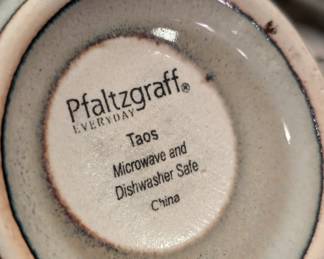 Pfaltzgraff®
EVERYDAY
Taos
Microwave and
Dishwasher Safe
China